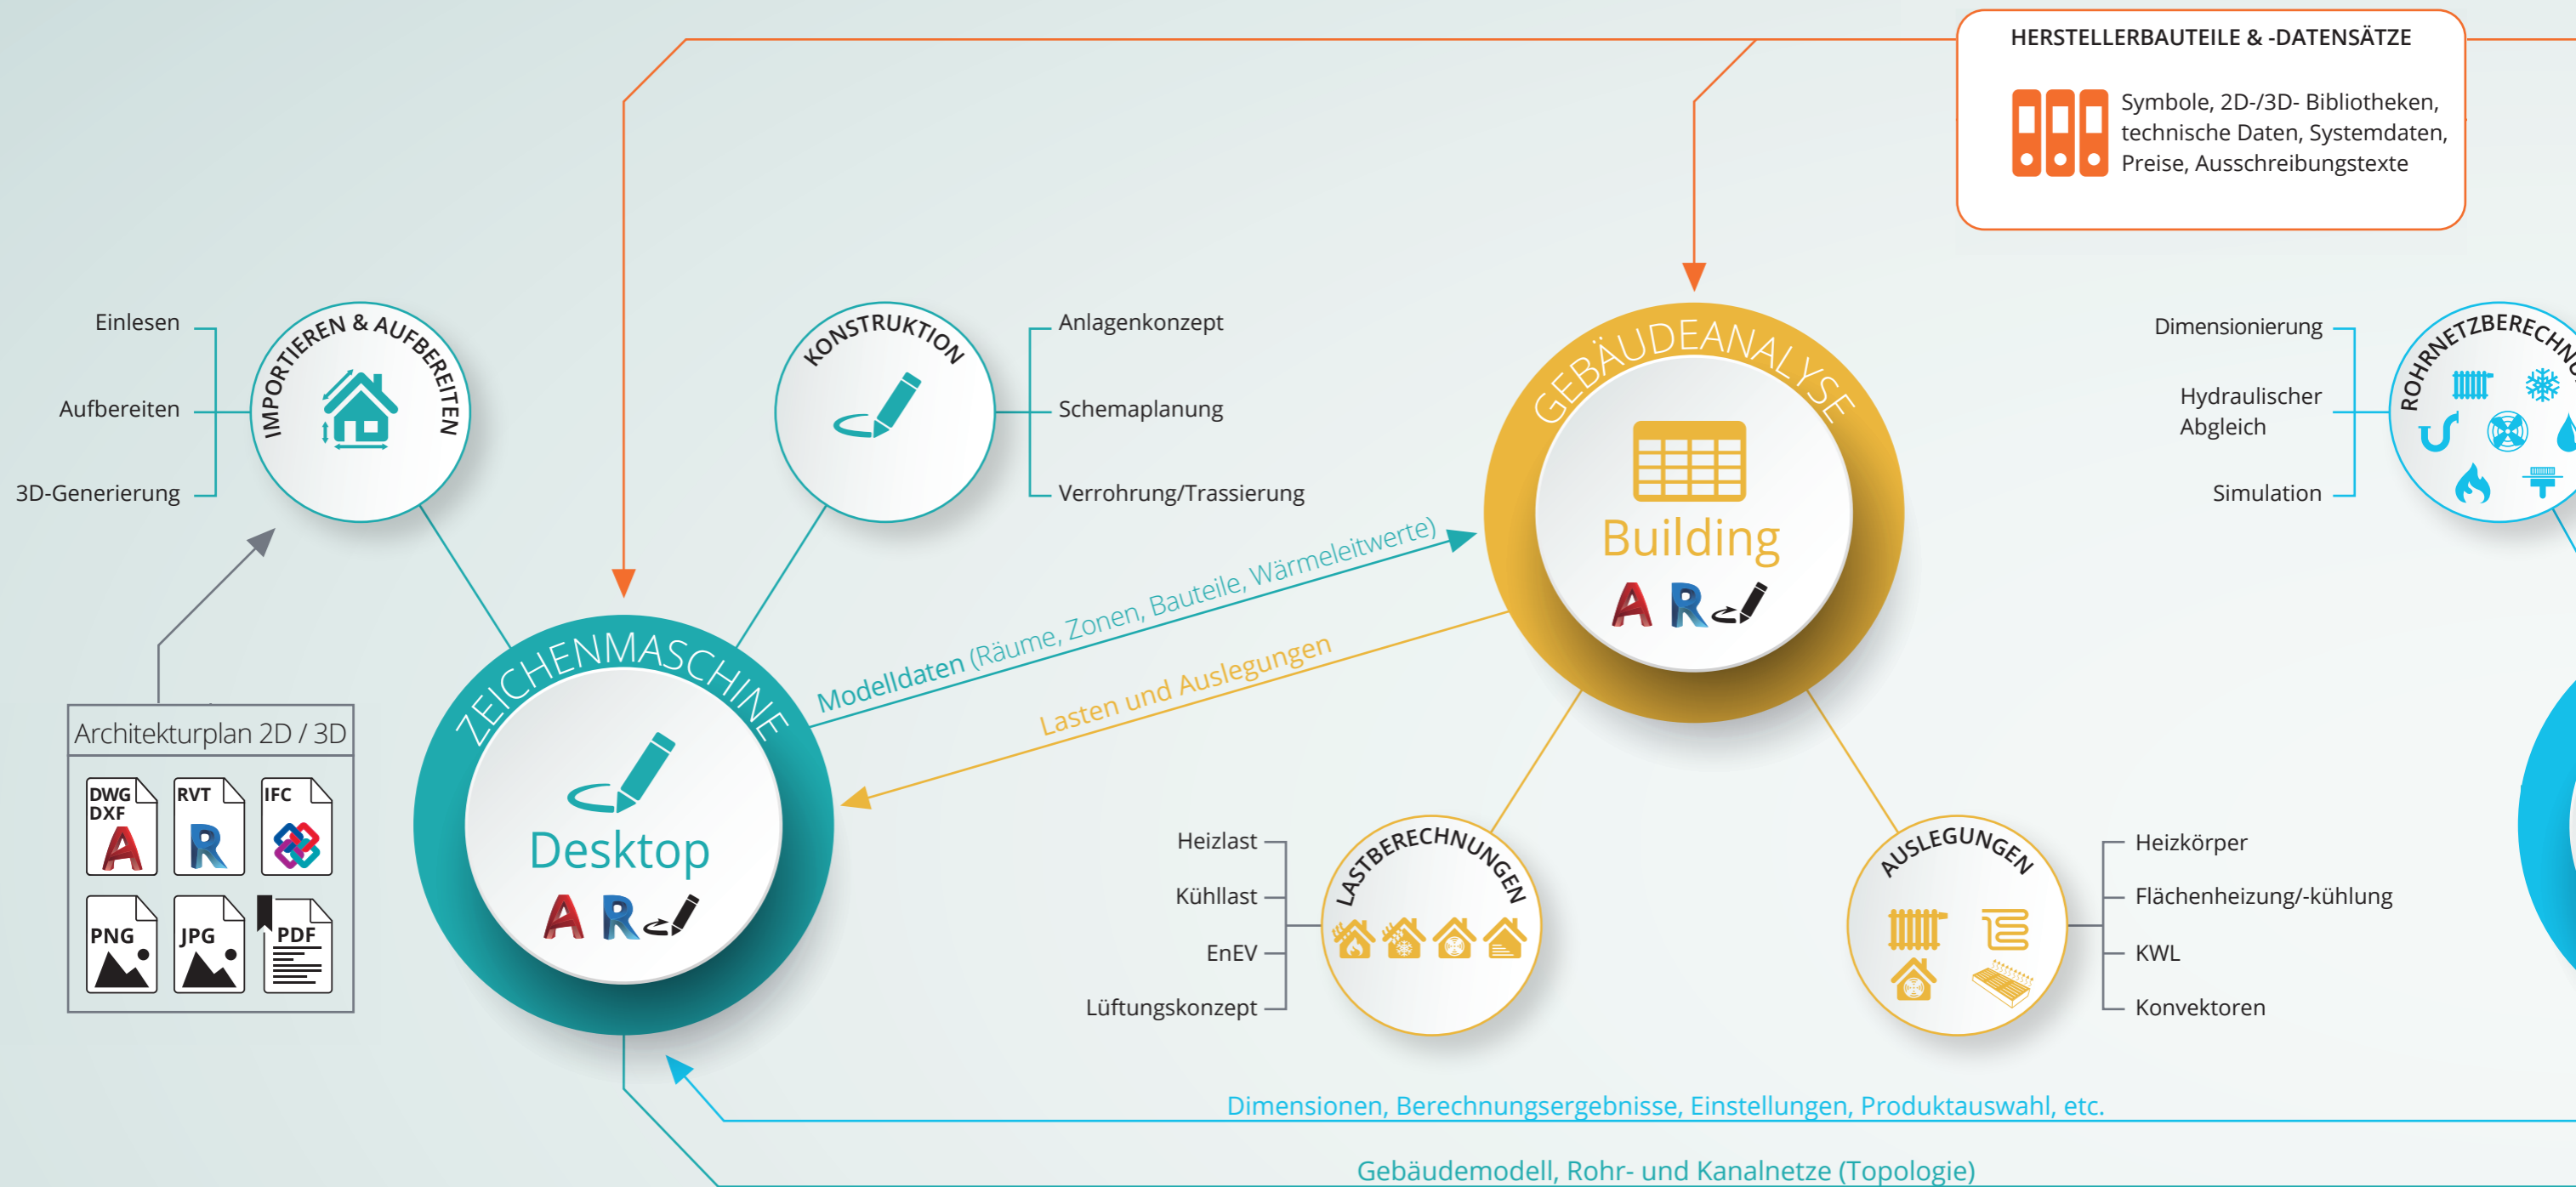 HERSTELLERBAUTEILE & -DATENSÄTZE
Symbole, 2D-/3D- Bibliotheken,
technische Daten, Systemdaten,
Preise, Ausschreibungstexte
Einlesen
Aufbereiten
3D-Generierung
IMPORTIEREN & AUFBEREITEN
KONSTRUKTION
Anlagenkonzept
Schemaplanung
Verrohrung/Trassierung
GEBÄUDEANALYSE
Building
A R
Dimensionierung
Hydraulischer
Abgleich
Simulation
Modelldaten (Räume, Zonen, Bauteile, Wärmeleitwerte)
Lasten und Auslegungen
Architekturplan 2D / 3D
DWG
DXF
A
RVT
R
IFC
PNG
JPG
PDF
ZEICHENMASCHINE
Desktop
A R
Heizlast
Kühllast
EnEV
Lüftungskonzept
LASTBERECHNUNGEN
AUSLEGUNGEN
Heizkörper
Flächenheizung/-kühlung
KWL
Konvektoren
Dimensionen, Berechnungsergebnisse, Einstellungen, Produktauswahl, etc.
Gebäudemodell, Rohr- und Kanalnetze (Topologie)